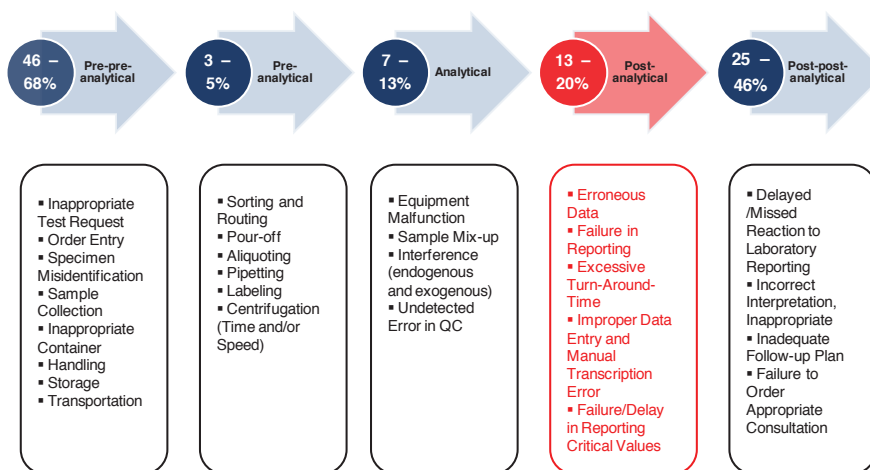 46 –
68%
Pre-pre-
analytical
3 –
5%
Pre-
analytical
7 –
13%
Analytical
13 –
20%
Post-
analytical
25 –
46%
Post-post-
analytical
▪ Inappropriate
Test Request
▪ Order Entry
▪ Specimen
Misidentification
▪ Sample
Collection
▪ Inappropriate
Container
▪ Handling
▪ Storage
▪ Transportation
▪ Sorting and
Routing
▪ Pour-off
▪ Aliquoting
▪ Pipetting
▪ Labeling
▪ Centrifugation
(Time and/or
Speed)
▪ Equipment
Malfunction
▪ Sample Mix-up
▪ Interference
(endogenous
and exogenous)
▪ Undetected
Error in QC
▪ Erroneous
Data
▪ Failure in
Reporting
▪ Excessive
Turn-Around-
Time
▪ Improper Data
Entry and
Manual
Transcription
Error
▪ Failure/Delay
in Reporting
Critical Values
▪ Delayed
/Missed
Reaction to
Laboratory
Reporting
▪ Incorrect
Interpretation,
Inappropriate
▪ Inadequate
Follow-up Plan
▪ Failure to
Order
Appropriate
Consultation